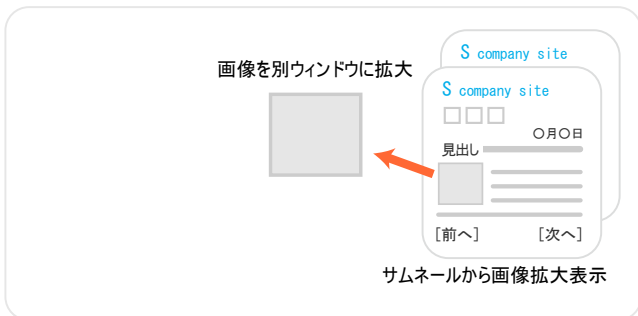 S company site
画像を別ウィンドウに拡大
S company site
□□□
〇月〇日
見出し
[前へ] [次へ]
サムネールから画像拡大表示